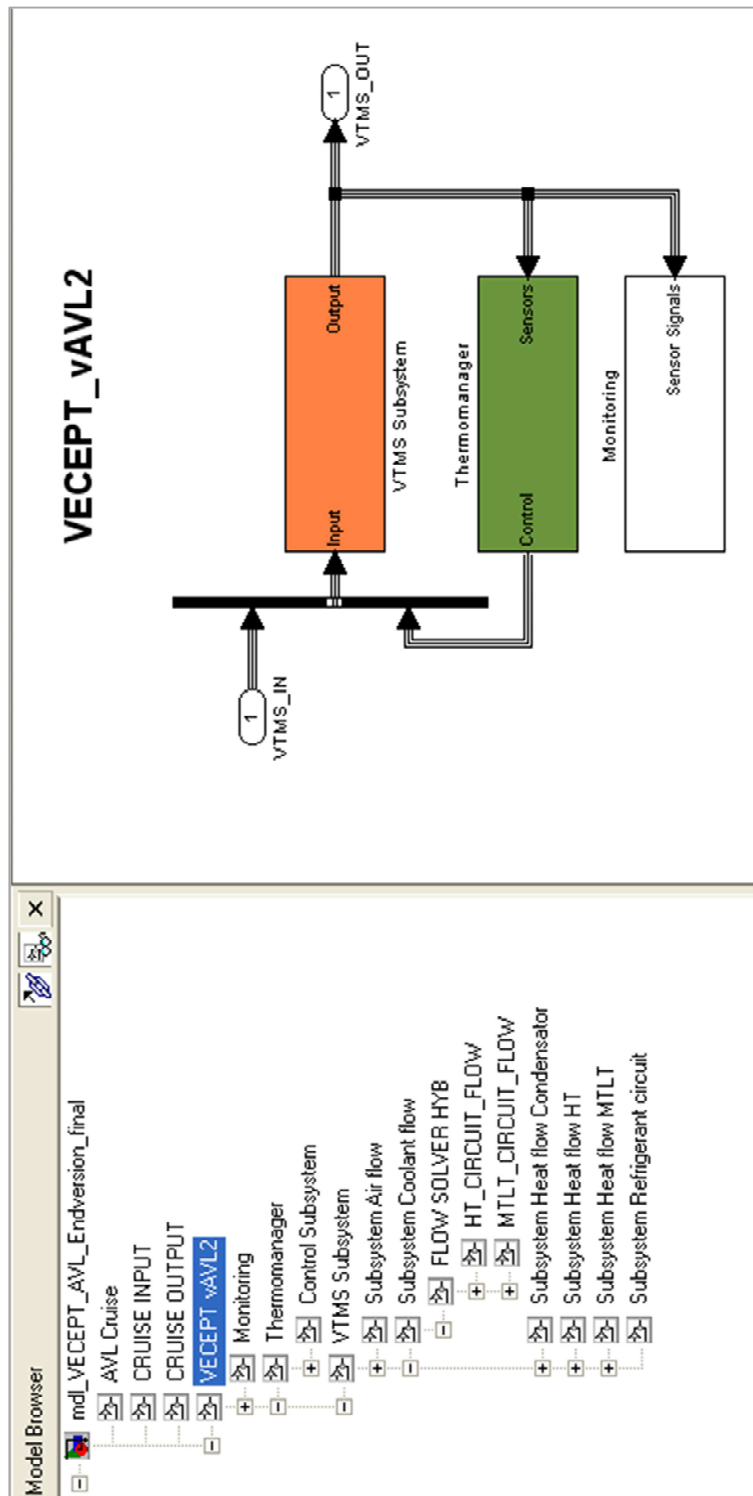 Model Browser
mdl_VECEPT_AVL_Endversion_final
AVL Cruise
CRUISE INPUT
CRUISE OUTPUT
VECEPT vAVL2
Monitoring
Thermomanager
Control Subsystem
VTMS Subsystem
Subsystem Air flow
Subsystem Coolant flow
FLOW SOLVER HYB
HT_CIRCUIT_FLOW
MTLT_CIRCUIT_FLOW
Subsystem Heat flow Condensator
Subsystem Heat flow HT
Subsystem Heat flow MTLT
Subsystem Refrigerant circuit
VECEPT_vAVL2
1
VTMS_IN
Input
Output
VTMS Subsystem
1
VTMS_OUT
Thermomanager
Control
Sensors
Monitoring
Sensor Signals